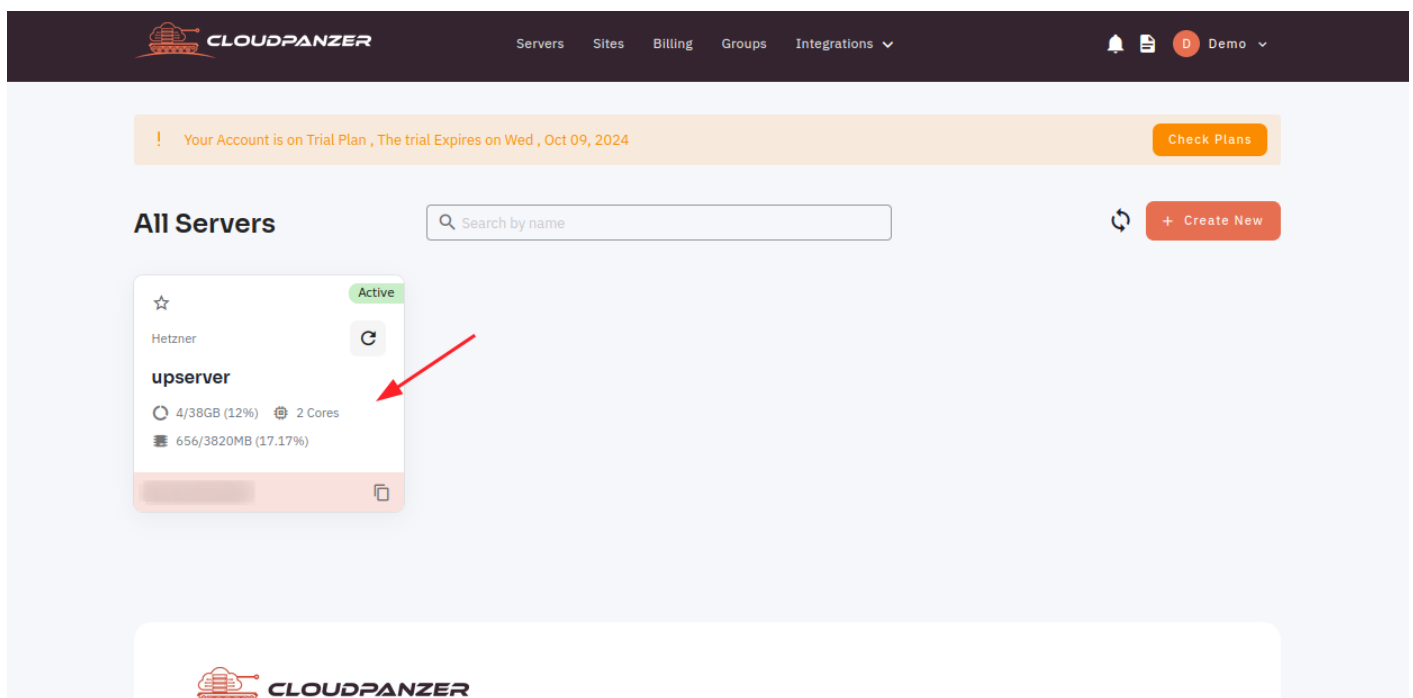 CLOUDPANZER
Servers Sites Billing Groups Integrations
D Demo
! Your Account is on Trial Plan , The trial Expires on Wed , Oct 09, 2024
Check Plans
All Servers
Search by name
+ Create New
Active
Hetzner
upserver
4/38GB (12%) 2 Cores
656/3820MB (17.17%)
CLOUDPANZER